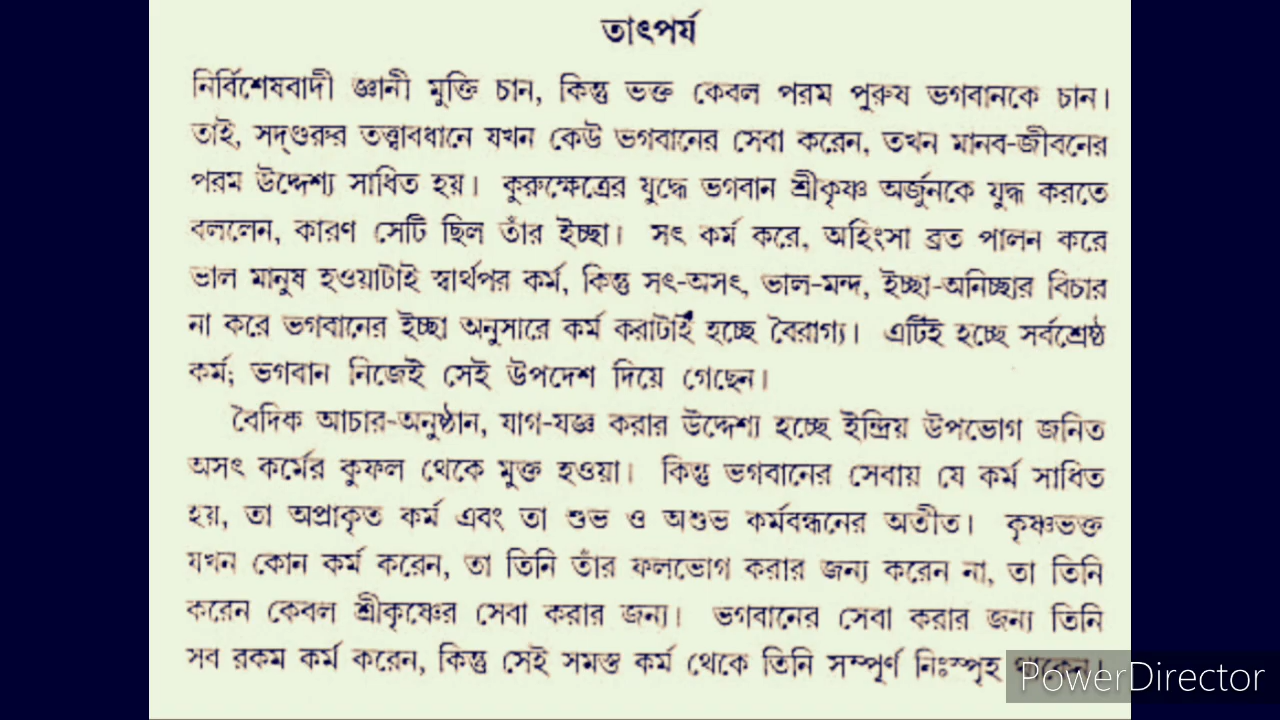 তাৎপর্য
নির্বিশেষবাদী জ্ঞানী মুক্তি চান, কিন্তু ভক্ত কেবল পরম পুরুষ ভগবানকে চান।
তাই, সদ্গুরুর তত্ত্বাবধানে যখন কেউ ভগবানের সেবা করেন, তখন মানব-জীবনের
পরম উদ্দেশ্য সাধিত হয়। কুরুক্ষেত্রের যুদ্ধে ভগবান শ্রীকৃষ্ণ অর্জুনকে যুদ্ধ করতে
বললেন, কারণ সেটি ছিল তাঁর ইচ্ছা। সৎ কর্ম করে, অহিংসা ব্রত পালন করে
ভাল মানুষ হওয়াটাই স্বার্থপর কর্ম, কিন্তু সৎ-অসৎ, ভাল-মন্দ, ইচ্ছা-অনিচ্ছার বিচার
না করে ভগবানের ইচ্ছা অনুসারে কর্ম করাটাই হচ্ছে বৈরাগ্য। এটিই হচ্ছে সর্বশ্রেষ্ঠ
কর্ম; ভগবান নিজেই সেই উপদেশ দিয়ে গেছেন।
বৈদিক আচার-অনুষ্ঠান, যাগ-যজ্ঞ করার উদ্দেশ্য হচ্ছে ইন্দ্রিয় উপভোগ জনিত
অসৎ কর্মের কুফল থেকে মুক্ত হওয়া। কিন্তু ভগবানের সেবায় যে কর্ম সাধিত
হয়, তা অপ্রাকৃত কর্ম এবং তা শুভ ও অশুভ কর্মবন্ধনের অতীত। কৃষ্ণভক্ত
যখন কোন কর্ম করেন, তা তিনি তাঁর ফলভোগ করার জন্য করেন না, তা তিনি
করেন কেবল শ্রীকৃষ্ণের সেবা করার জন্য। ভগবানের সেবা করার জন্য তিনি
সব রকম কর্ম করেন, কিন্তু সেই সমস্ত কর্ম থেকে তিনি সম্পূর্ণ নিঃস্পৃহ থাকেন।
PowerDirector